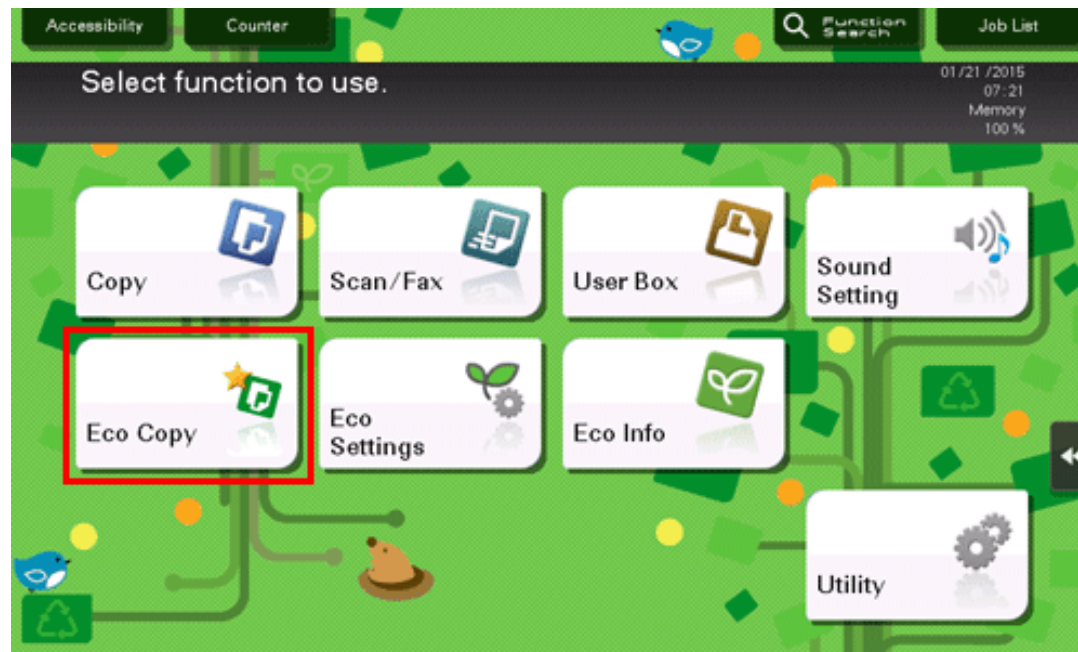 Accessibility
Counter
Function
Search
Job List
Select function to use.
01/21/2015
07:21
Memory
100 %
Copy
Scan/Fax
User Box
Sound
Setting
Eco Copy
Eco
Settings
Eco Info
Utility